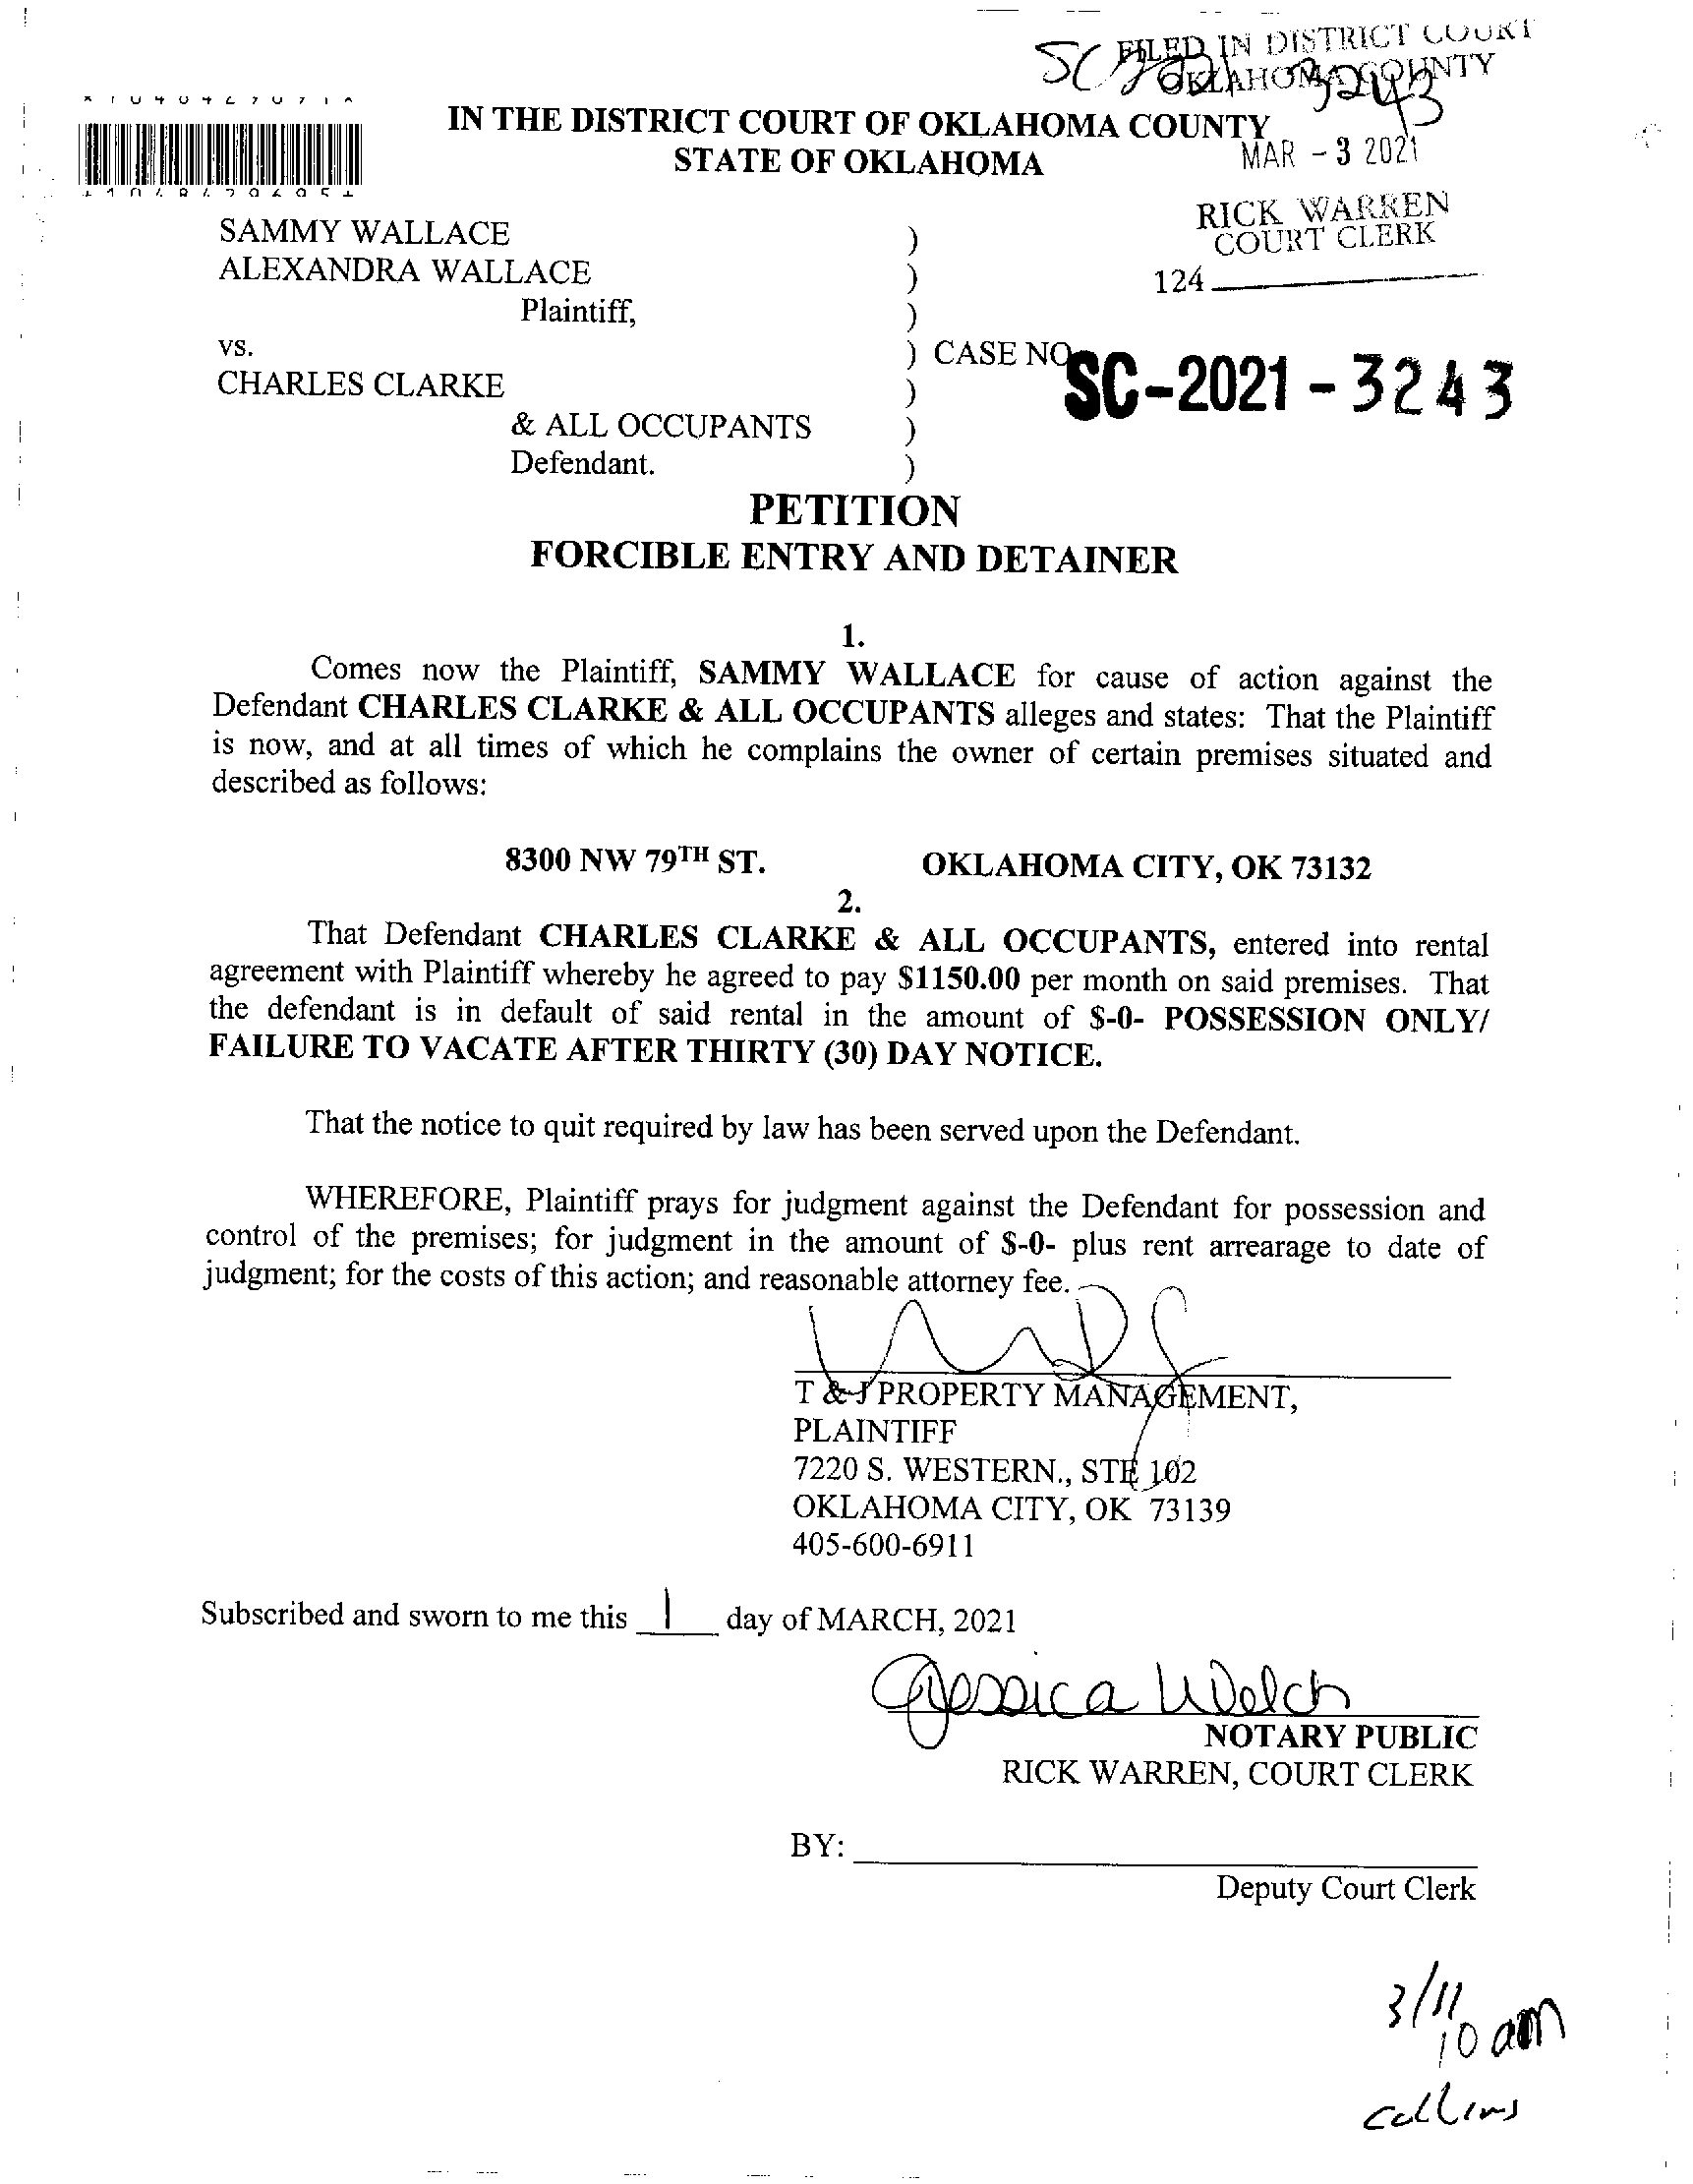 SC 2021 3243
FILED IN DISTRICT COURT
OKLAHOMA COUNTY
IN THE DISTRICT COURT OF OKLAHOMA COUNTY
STATE OF OKLAHOMA
MAR - 3 2021
RICK WARREN
COURT CLERK
124
SAMMY WALLACE )
ALEXANDRA WALLACE )
Plaintiff, )
vs. ) CASE NO.
SC-2021-3243
CHARLES CLARKE )
& ALL OCCUPANTS )
Defendant. )
PETITION
FORCIBLE ENTRY AND DETAINER
1.
Comes now the Plaintiff, SAMMY WALLACE for cause of action against the
Defendant CHARLES CLARKE & ALL OCCUPANTS alleges and states: That the Plaintiff
is now, and at all times of which he complains the owner of certain premises situated and
described as follows:
8300 NW 79TH ST. OKLAHOMA CITY, OK 73132
2.
That Defendant CHARLES CLARKE & ALL OCCUPANTS, entered into rental
agreement with Plaintiff whereby he agreed to pay $1150.00 per month on said premises. That
the defendant is in default of said rental in the amount of $-0- POSSESSION ONLY/
FAILURE TO VACATE AFTER THIRTY (30) DAY NOTICE.
That the notice to quit required by law has been served upon the Defendant.
WHEREFORE, Plaintiff prays for judgment against the Defendant for possession and
control of the premises; for judgment in the amount of $-0- plus rent arrearage to date of
judgment; for the costs of this action; and reasonable attorney fee.
T & J PROPERTY MANAGEMENT,
PLAINTIFF
7220 S. WESTERN., STE 102
OKLAHOMA CITY, OK 73139
405-600-6911
Subscribed and sworn to me this 1 day of MARCH, 2021
Jessica Welch
NOTARY PUBLIC
RICK WARREN, COURT CLERK
BY:
Deputy Court Clerk
3/11
10 am
Collins